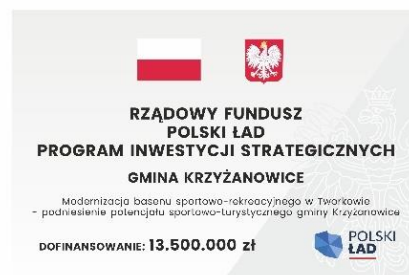 RZĄDOWY FUNDUSZ
POLSKI ŁAD
PROGRAM INWESTYCJI STRATEGICZNYCH
GMINA KRZYŻANOWICE
Modernizacja basenu sportowo-rekreacyjnego w Tworkowie
- podniesienie potencjału sportowo-turystycznego gminy Krzyżanowice
DOFINANSOWANIE: 13.500.000 zł
POLSKI
ŁAD